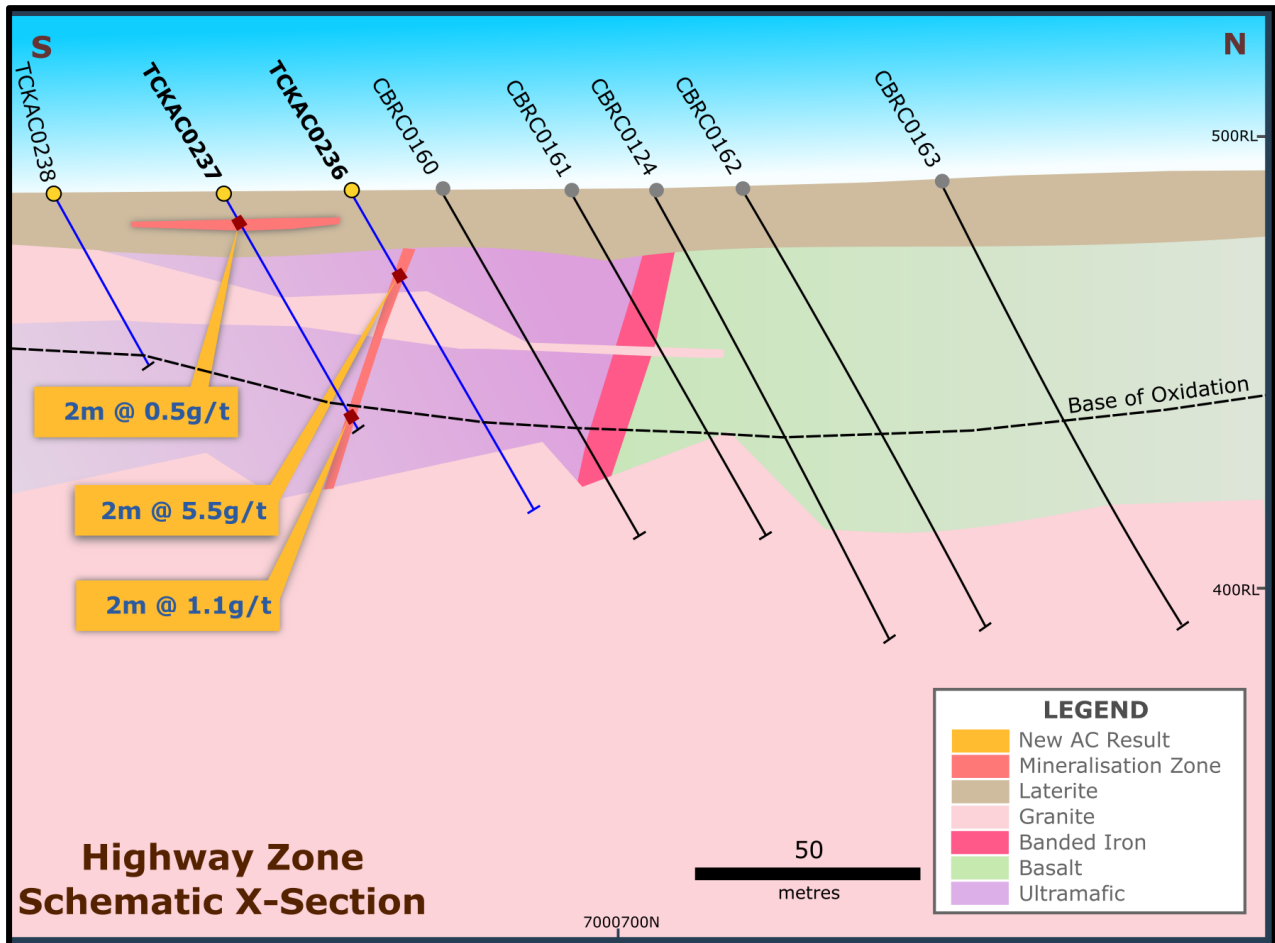 S
N
TCKAC0238
TCKAC0237
TCKAC0236
CBRC0160
CBRC0161
CBRC0124
CBRC0162
CBRC0163
500RL
Base of Oxidation
2m @ 0.5g/t
2m @ 5.5g/t
2m @ 1.1g/t
400RL
LEGEND
New AC Result
Mineralisation Zone
Laterite
Granite
Banded Iron
Basalt
Ultramafic
Highway Zone
Schematic X-Section
50
metres
7000700N